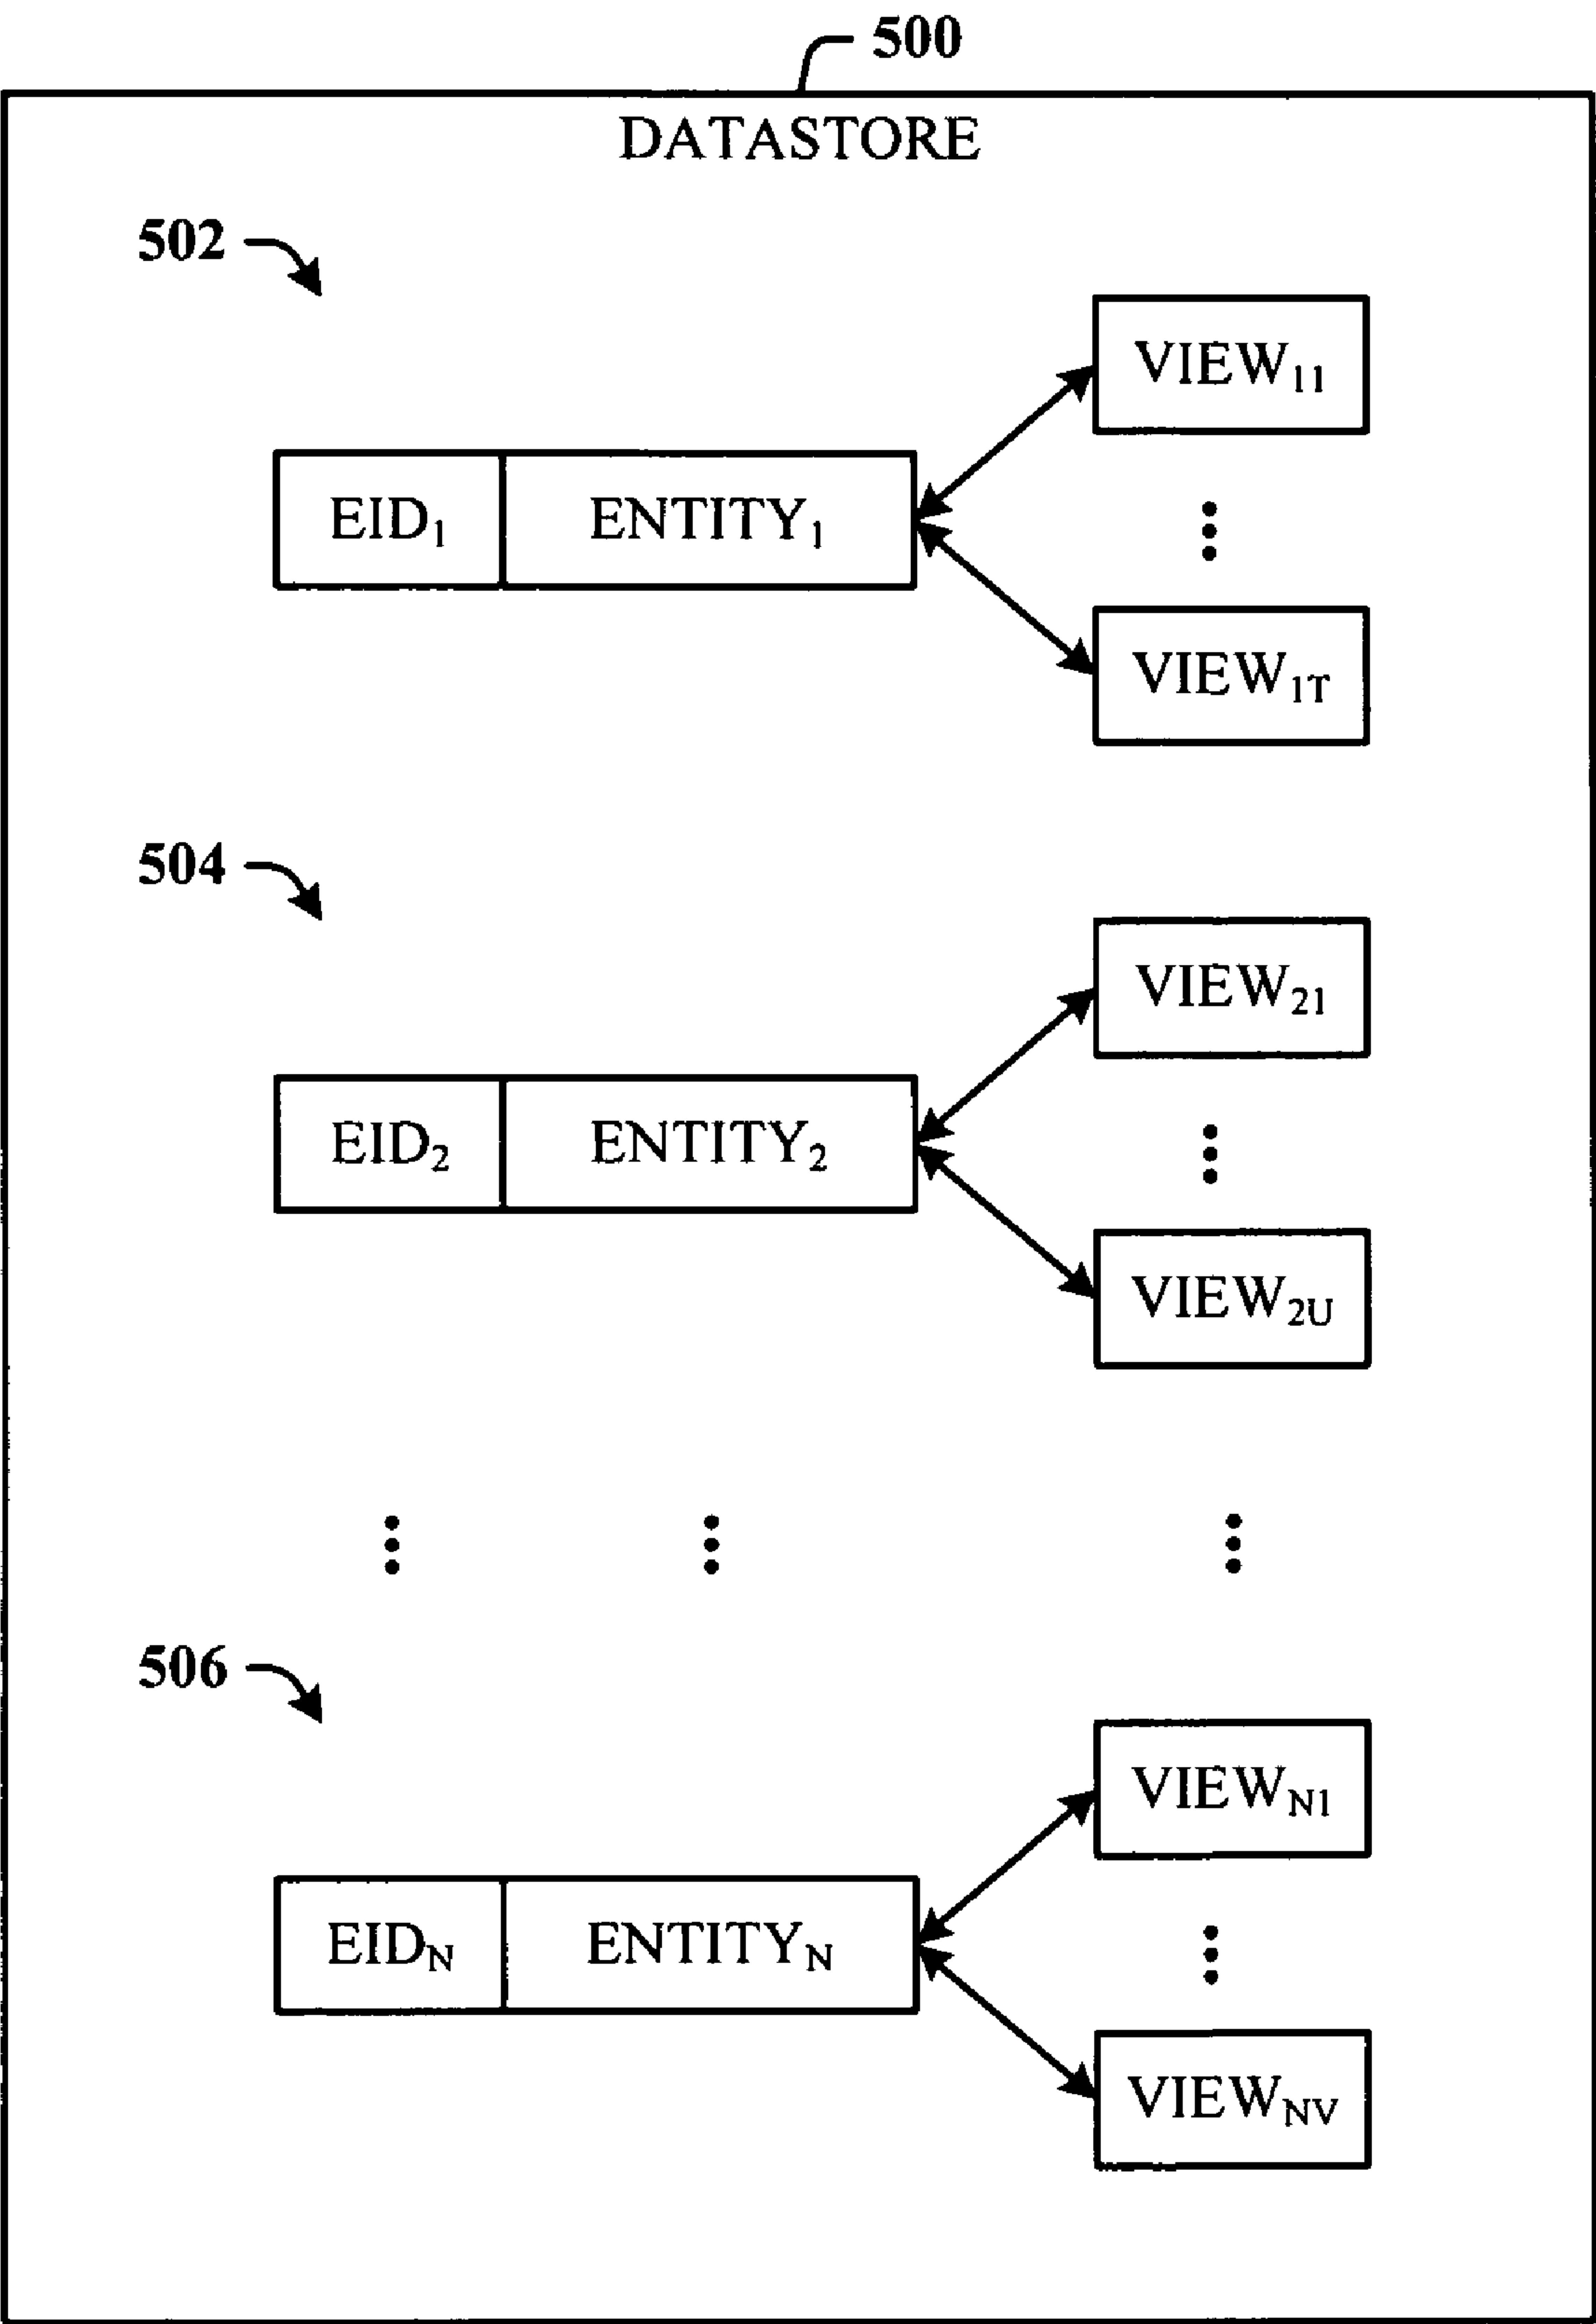 500
DATASTORE
502
VIEW₁₁
EID₁ ENTITY₁
VIEW₁T
504
VIEW₂₁
EID₂ ENTITY₂
VIEW₂U
506
VIEWN₁
EIDN ENTITYN
VIEWNV